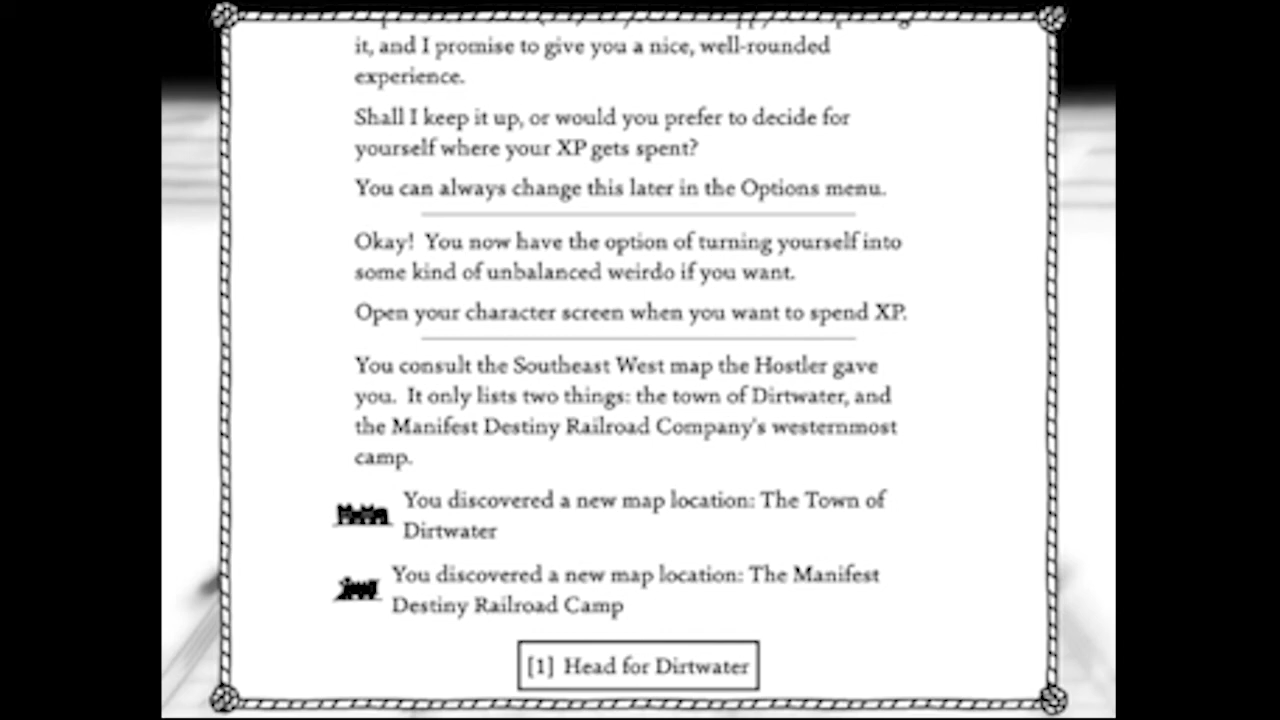 it, and I promise to give you a nice, well-rounded
experience.
Shall I keep it up, or would you prefer to decide for
yourself where your XP gets spent?
You can always change this later in the Options menu.
Okay! You now have the option of turning yourself into
some kind of unbalanced weirdo if you want.
Open your character screen when you want to spend XP.
You consult the Southeast West map the Hostler gave
you. It only lists two things: the town of Dirtwater, and
the Manifest Destiny Railroad Company's westernmost
camp.
You discovered a new map location: The Town of
Dirtwater
You discovered a new map location: The Manifest
Destiny Railroad Camp
[1] Head for Dirtwater